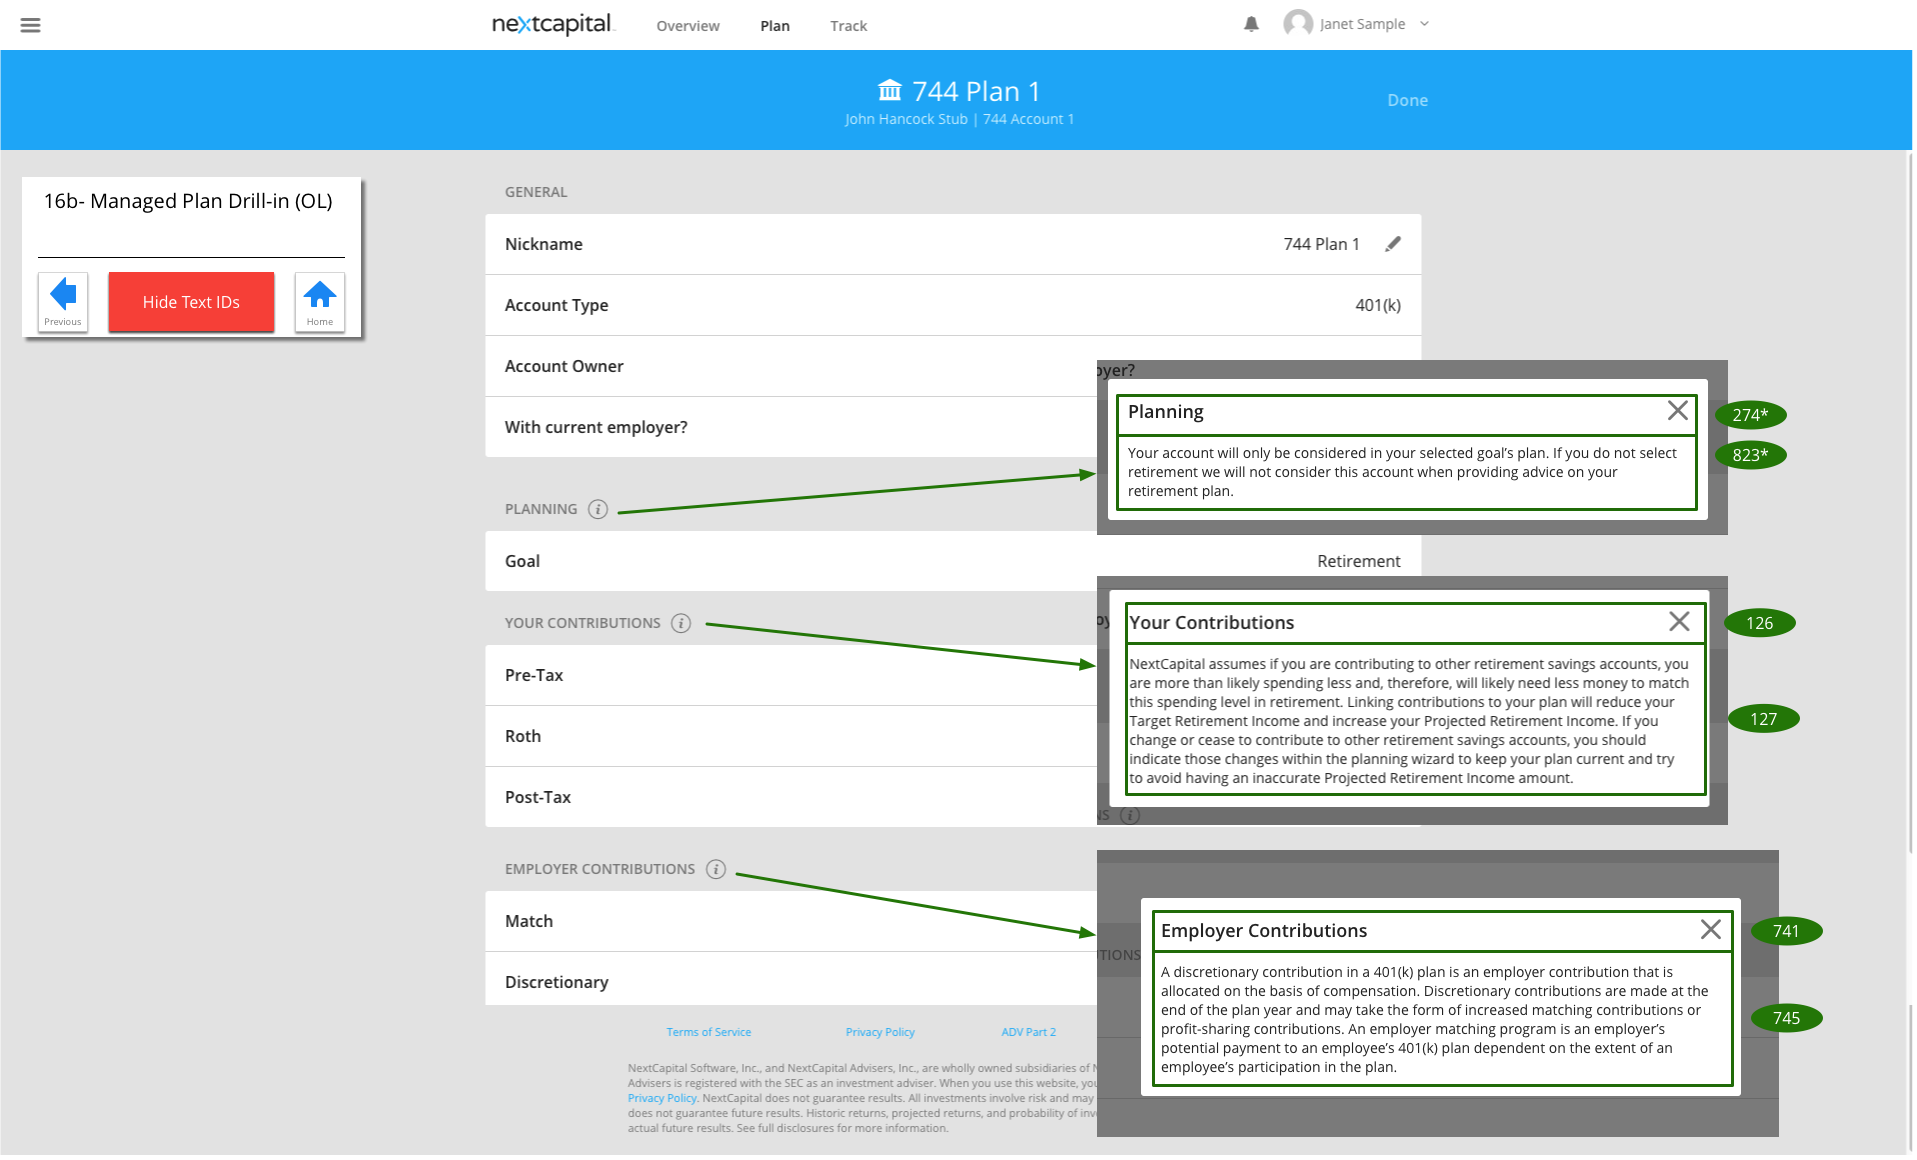 nextcapital
Overview
Plan
Track
Janet Sample
744 Plan 1
John Hancock Stub | 744 Account 1
Done
16b- Managed Plan Drill-in (OL)
Previous
Hide Text IDs
Home
GENERAL
Nickname
744 Plan 1
Account Type
401(k)
Account Owner
With current employer?
oyer?
Planning
274*
Your account will only be considered in your selected goal's plan. If you do not select
retirement we will not consider this account when providing advice on your
retirement plan.
823*
PLANNING
Goal
Retirement
YOUR CONTRIBUTIONS
Pre-Tax
Roth
Post-Tax
Your Contributions
126
NextCapital assumes if you are contributing to other retirement savings accounts, you
are more than likely spending less and, therefore, will likely need less money to match
this spending level in retirement. Linking contributions to your plan will reduce your
Target Retirement Income and increase your Projected Retirement Income. If you
change or cease to contribute to other retirement savings accounts, you should
indicate those changes within the planning wizard to keep your plan current and try
to avoid having an inaccurate Projected Retirement Income amount.
127
NS
EMPLOYER CONTRIBUTIONS
Match
Discretionary
Employer Contributions
741
TIONS
A discretionary contribution in a 401(k) plan is an employer contribution that is
allocated on the basis of compensation. Discretionary contributions are made at the
end of the plan year and may take the form of increased matching contributions or
profit-sharing contributions. An employer matching program is an employer's
potential payment to an employee's 401(k) plan dependent on the extent of an
employee's participation in the plan.
745
Terms of Service
Privacy Policy
ADV Part 2
NextCapital Software, Inc., and NextCapital Advisers, Inc., are wholly owned subsidiaries of
Advisers is registered with the SEC as an investment adviser. When you use this website, you
Privacy Policy. NextCapital does not guarantee results. All investments involve risk and may
does not guarantee future results. Historic returns, projected returns, and probability of inv
actual future results. See full disclosures for more information.